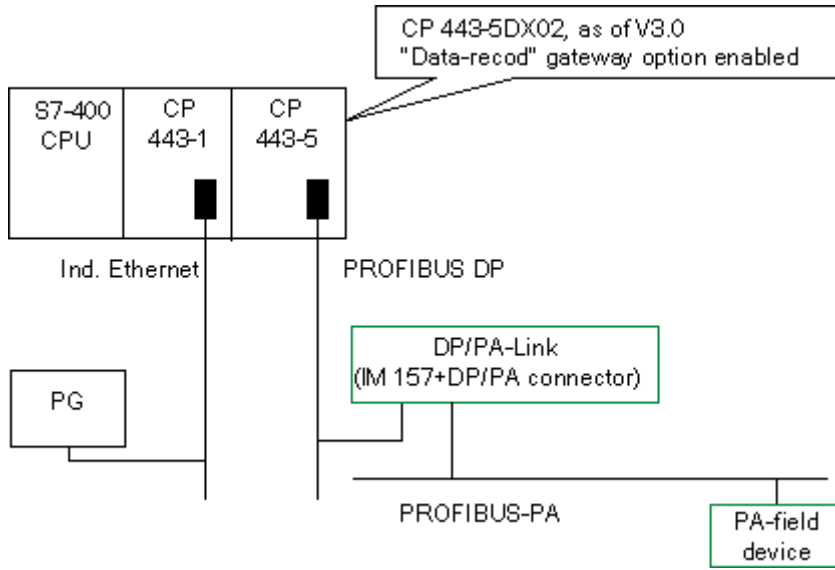 CP 443-5DX02, as of V3.0
"Data-recod" gateway option enabled
S7-400
CPU
CP
443-1
CP
443-5
Ind. Ethernet
PROFIBUS DP
DP/PA-Link
(IM 157+DP/PA connector)
PG
PROFIBUS-PA
PA-field
device